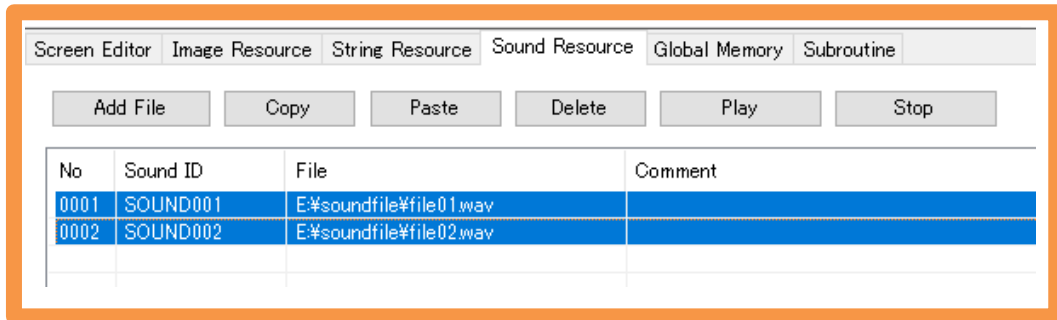 Screen Editor Image Resource String Resource Sound Resource Global Memory Subroutine
Add File Copy Paste Delete Play Stop
No Sound ID File Comment
0001 SOUND001 E:¥soundfile¥file01.wav
0002 SOUND002 E:¥soundfile¥file02.wav